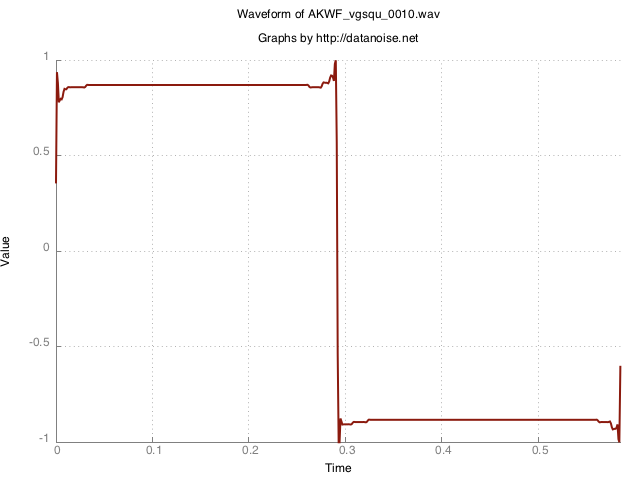 Waveform of AKWF_vgsqu_0010.wav
Graphs by http://datanoise.net
1
0.5
0
-0.5
-1
Value
0 0.1 0.2 0.3 0.4 0.5
Time